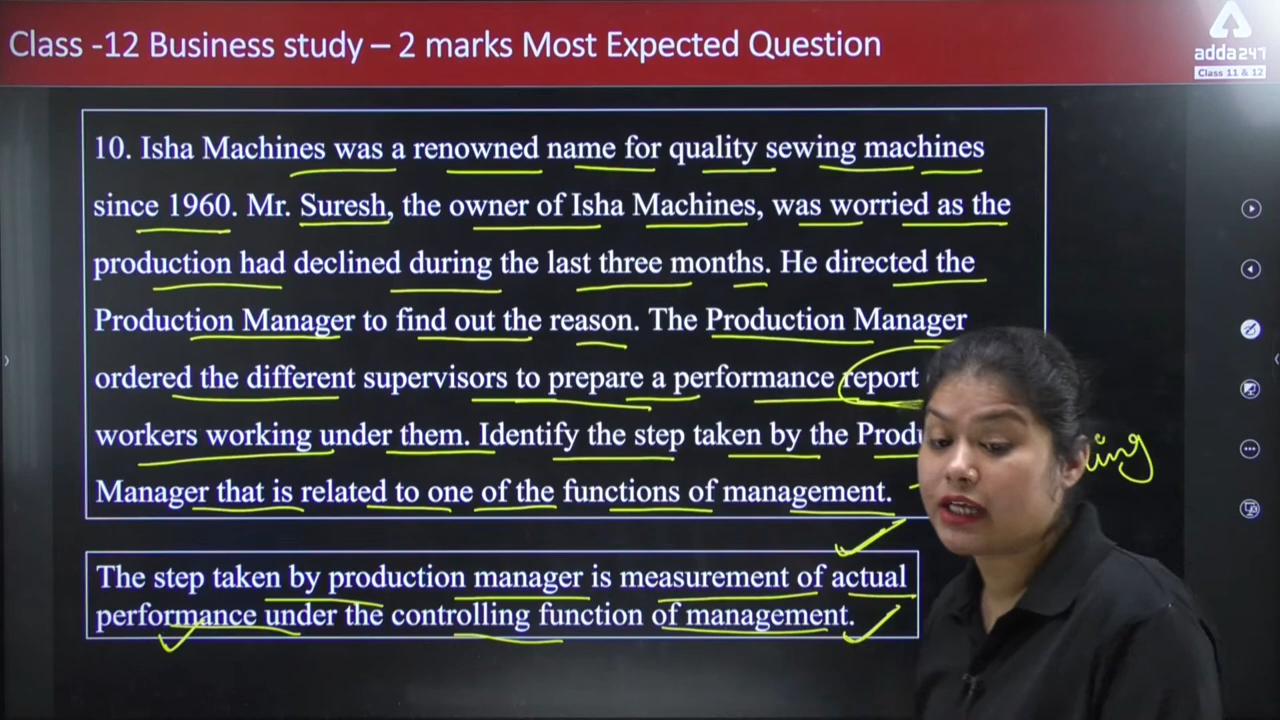 Class -12 Business study – 2 marks Most Expected Question
adda247
Class 11 & 12
10. Isha Machines was a renowned name for quality sewing machines
since 1960. Mr. Suresh, the owner of Isha Machines, was worried as the
production had declined during the last three months. He directed the
Production Manager to find out the reason. The Production Manager
ordered the different supervisors to prepare a performance report
workers working under them. Identify the step taken by the
Manager that is related to one of the functions of management.
The step taken by production manager is measurement of actual
performance under the controlling function of management.